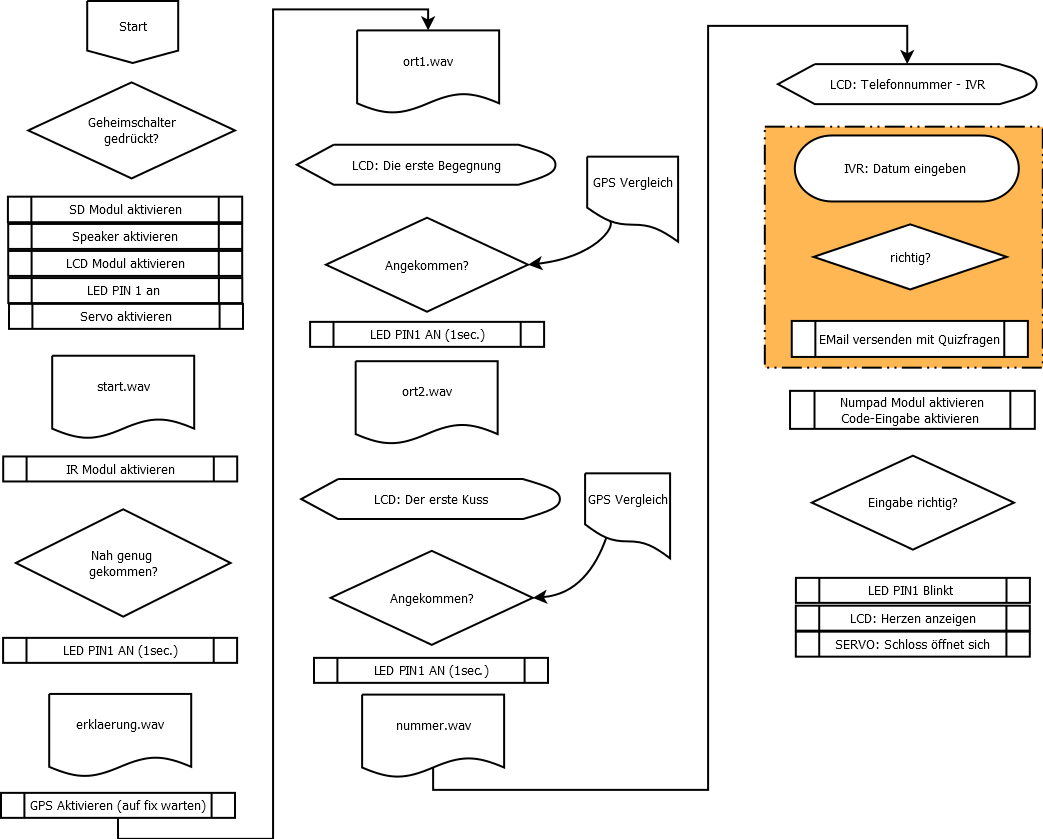 Start
Geheimschalter
gedrückt?
SD Modul aktivieren
Speaker aktivieren
LCD Modul aktivieren
LED PIN 1 an
Servo aktivieren
start.wav
IR Modul aktivieren
Nah genug
gekommen?
LED PIN1 AN (1sec.)
erklaerung.wav
GPS Aktivieren (auf fix warten)
ort1.wav
LCD: Die erste Begegnung
GPS Vergleich
Angekommen?
LED PIN1 AN (1sec.)
ort2.wav
LCD: Der erste Kuss
GPS Vergleich
Angekommen?
LED PIN1 AN (1sec.)
nummer.wav
LCD: Telefonnummer - IVR
IVR: Datum eingeben
richtig?
EMail versenden mit Quizfragen
Numpad Modul aktivieren
Code-Eingabe aktivieren
Eingabe richtig?
LED PIN1 Blinkt
LCD: Herzen anzeigen
SERVO: Schloss öffnet sich